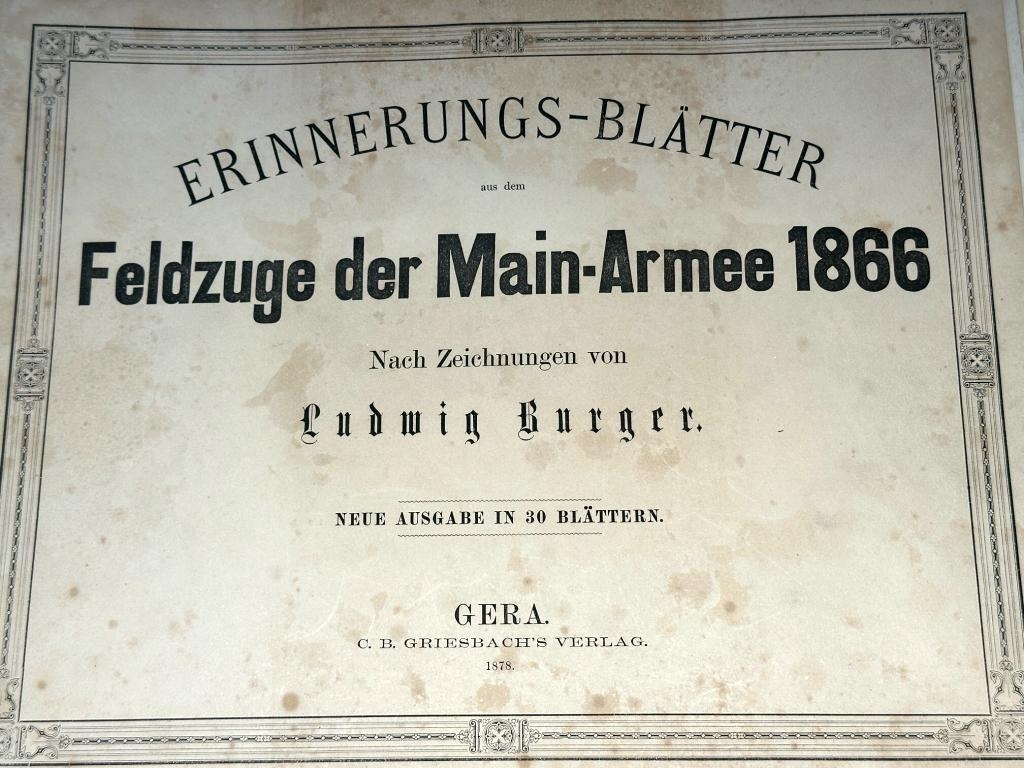 ERINNERUNGS-BLÄTTER
aus dem
Feldzuge der Main-Armee 1866
Nach Zeichnungen von
Ludwig Burger.
NEUE AUSGABE IN 30 BLÄTTERN.
GERA.
C. B. GRIESBACH'S VERLAG.
1878.